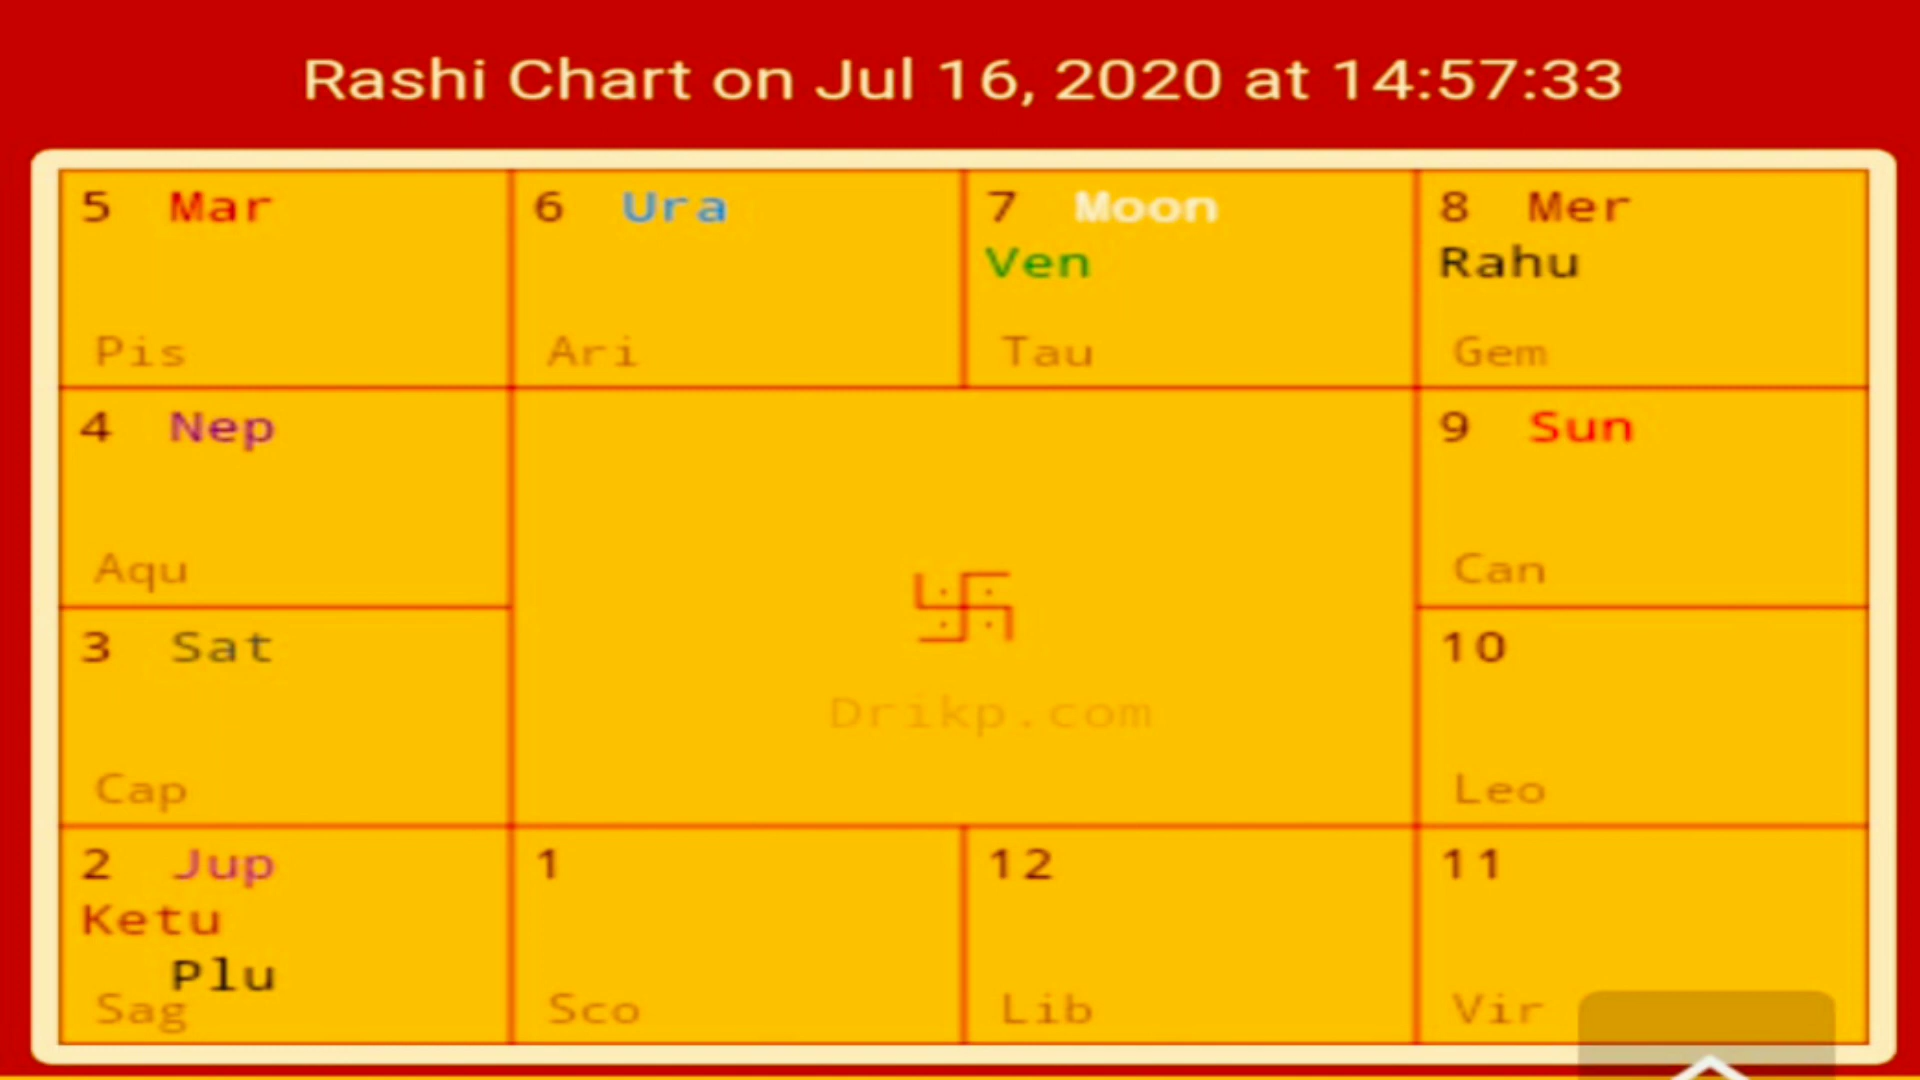 Rashi Chart on Jul 16, 2020 at 14:57:33
5 Mar
Pis
6 Ura
Ari
7 Moon
Ven
Tau
8 Mer
Rahu
Gem
4 Nep
Aqu
9 Sun
Can
卐
Drikp.com
3 Sat
Cap
10
Leo
2 Jup
Ketu
Plu
Sag
1
Sco
12
Lib
11
Vir